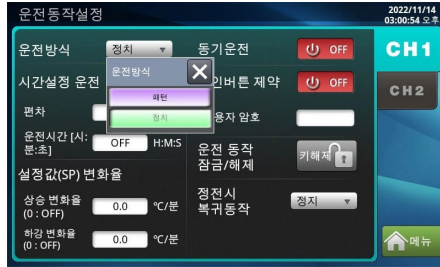 운전동작설정
2022/11/14
03:00:54 오후
운전방식
정치
동기운전
OFF
CH1
운전방식
시간설정 운전
인버튼 제약
OFF
CH2
패턴
정치
편차
용자 암호
운전시간 [시:
분:초]
OFF
H:M:S
운전 동작
잠금/해제
키해제
설정값(SP) 변화율
상승 변화율
(0 : OFF)
0.0
℃/분
정전시
복귀동작
정지
하강 변화율
(0 : OFF)
0.0
℃/분
메뉴